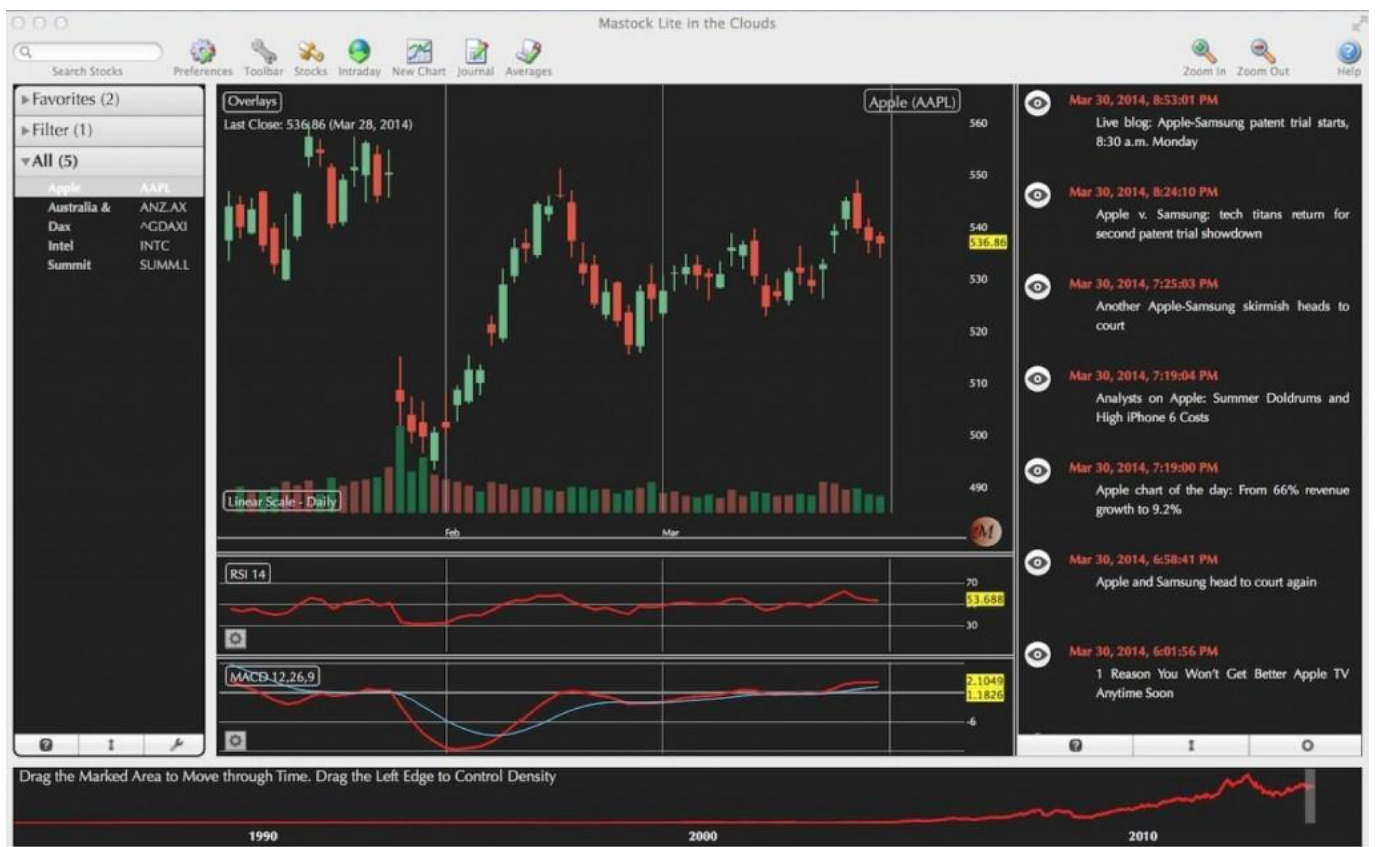 Mastock Lite in the Clouds
Search Stocks
Preferences
Toolbar
Stocks
Intraday
New Chart
Journal
Averages
Zoom In
Zoom Out
Help
Favorites (2)
Filter (1)
All (5)
Apple AAPL
Australia & ANZ.AX
Dax ^GDAXI
Intel INTC
Summit SUMM.L
Overlays
Apple (AAPL)
Last Close: 536.86 (Mar 28, 2014)
560
550
540
536.86
530
520
510
500
490
Linear Scale - Daily
Feb
Mar
M
RSI 14
70
53.688
30
MACD 12,26,9
2.1049
1.1826
-6
Mar 30, 2014, 8:53:01 PM
Live blog: Apple-Samsung patent trial starts,
8:30 a.m. Monday
Mar 30, 2014, 8:24:10 PM
Apple v. Samsung: tech titans return for
second patent trial showdown
Mar 30, 2014, 7:25:03 PM
Another Apple-Samsung skirmish heads to
court
Mar 30, 2014, 7:19:04 PM
Analysts on Apple: Summer Doldrums and
High iPhone 6 Costs
Mar 30, 2014, 7:19:00 PM
Apple chart of the day: From 66% revenue
growth to 9.2%
Mar 30, 2014, 6:58:41 PM
Apple and Samsung head to court again
Mar 30, 2014, 6:01:56 PM
1 Reason You Won't Get Better Apple TV
Anytime Soon
Drag the Marked Area to Move through Time. Drag the Left Edge to Control Density
1990
2000
2010